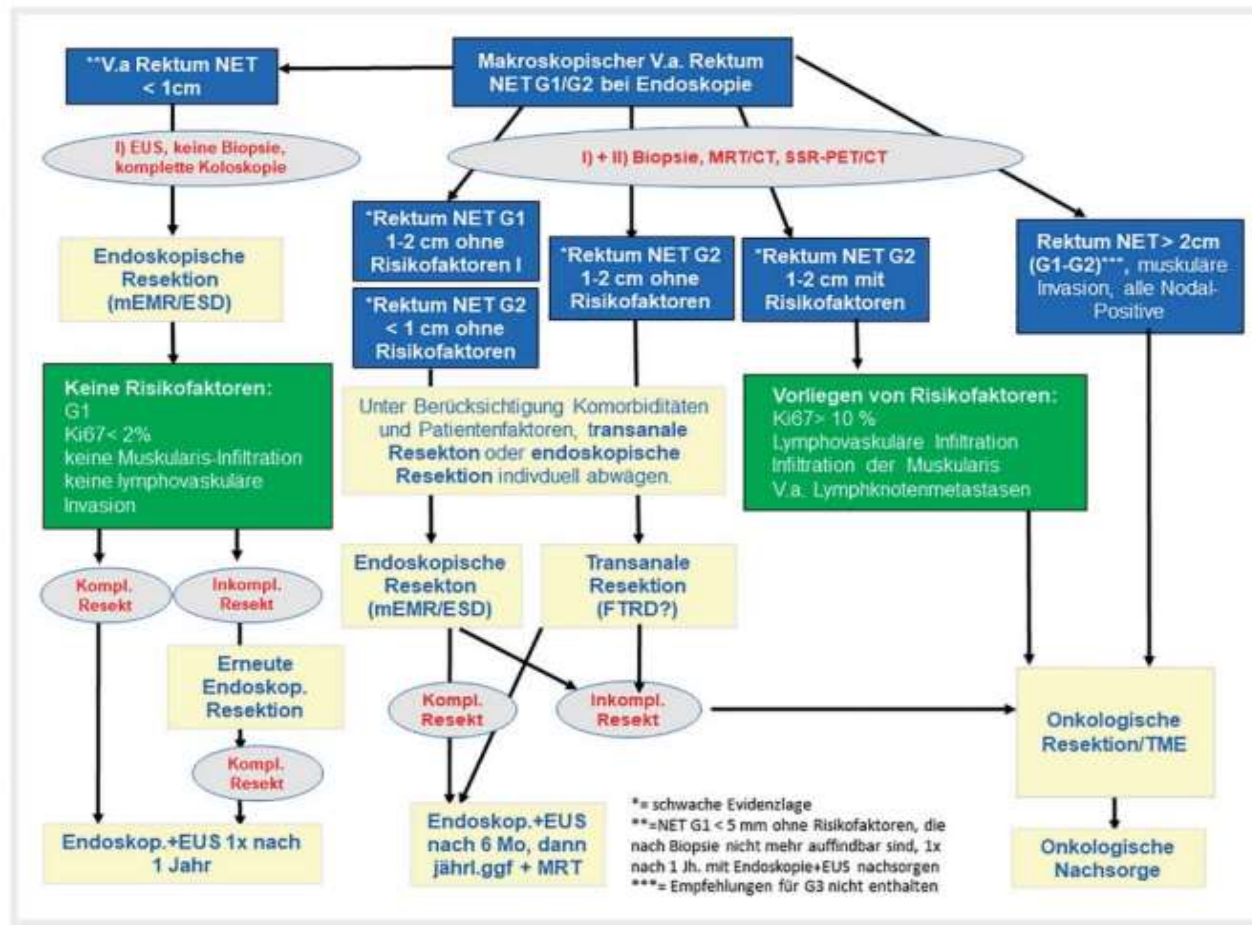 **V.a Rektum NET
< 1cm
Makroskopischer V.a. Rektum
NET G1/G2 bei Endoskopie
I) EUS, keine Biopsie,
komplette Koloskopie
I) + II) Biopsie, MRT/CT, SSR-PET/CT
Endoskopische
Resektion
(mEMR/ESD)
*Rektum NET G1
1-2 cm ohne
Risikofaktoren I
*Rektum NET G2
< 1 cm ohne
Risikofaktoren
*Rektum NET G2
1-2 cm ohne
Risikofaktoren
*Rektum NET G2
1-2 cm mit
Risikofaktoren
Rektum NET> 2cm
(G1-G2)***, muskuläre
Invasion, alle Nodal-
Positive
Keine Risikofaktoren:
G1
Ki67< 2%
keine Muskularis-Infiltration
keine lymphovaskuläre
Invasion
Unter Berücksichtigung Komorbiditäten
und Patientenfaktoren, transanale
Resekton oder endoskopische
Resektion indivduell abwägen.
Vorliegen von Risikofaktoren:
Ki67> 10 %
Lymphovaskuläre Infiltration
Infiltration der Muskularis
V.a. Lymphknotenmetastasen
Kompl.
Resekt
Inkompl.
Resekt
Endoskopische
Resekton
(mEMR/ESD)
Transanale
Resektion
(FTRD?)
Erneute
Endoskop.
Resektion
Kompl.
Resekt
Kompl.
Resekt
Inkompl.
Resekt
Onkologische
Resektion/TME
Endoskop.+EUS 1x nach
1 Jahr
Endoskop.+EUS
nach 6 Mo, dann
jährl.ggf + MRT
*= schwache Evidenzlage
**=NET G1 < 5 mm ohne Risikofaktoren, die
nach Biopsie nicht mehr auffindbar sind, 1x
nach 1 Jh. mit Endoskopie+EUS nachsorgen
***= Empfehlungen für G3 nicht enthalten
Onkologische
Nachsorge